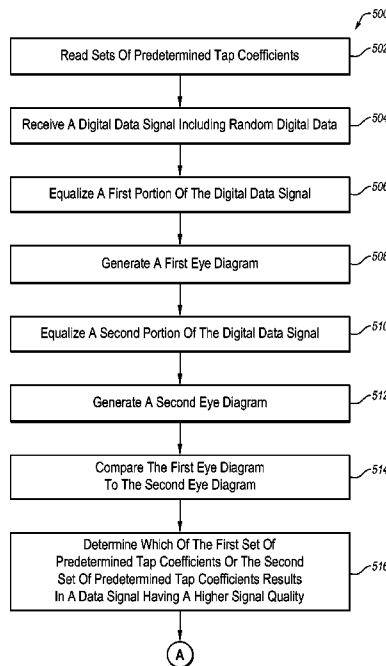 500
Read Sets Of Predetermined Tap Coefficients
502
Receive A Digital Data Signal Including Random Digital Data
504
Equalize A First Portion Of The Digital Data Signal
506
Generate A First Eye Diagram
508
Equalize A Second Portion Of The Digital Data Signal
510
Generate A Second Eye Diagram
512
Compare The First Eye Diagram
To The Second Eye Diagram
514
Determine Which Of The First Set Of
Predetermined Tap Coefficients Or The Second
Set Of Predetermined Tap Coefficients Results
In A Data Signal Having A Higher Signal Quality
516
A